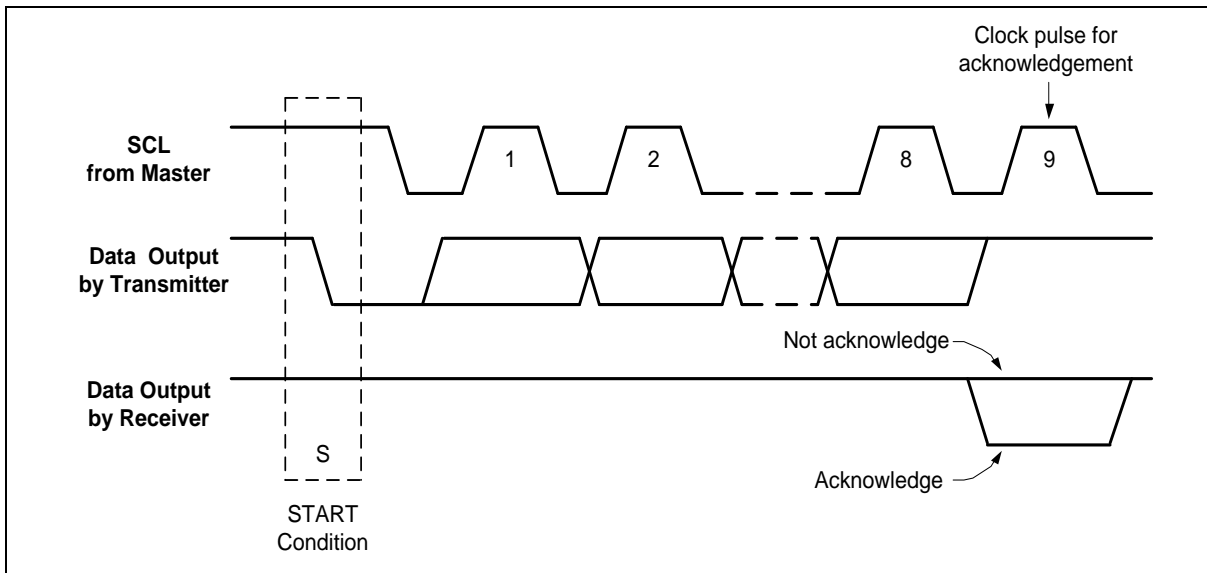 Clock pulse for
acknowledgement
SCL
from Master
1
2
8
9
Data Output
by Transmitter
Not acknowledge
Data Output
by Receiver
S
Acknowledge
START
Condition